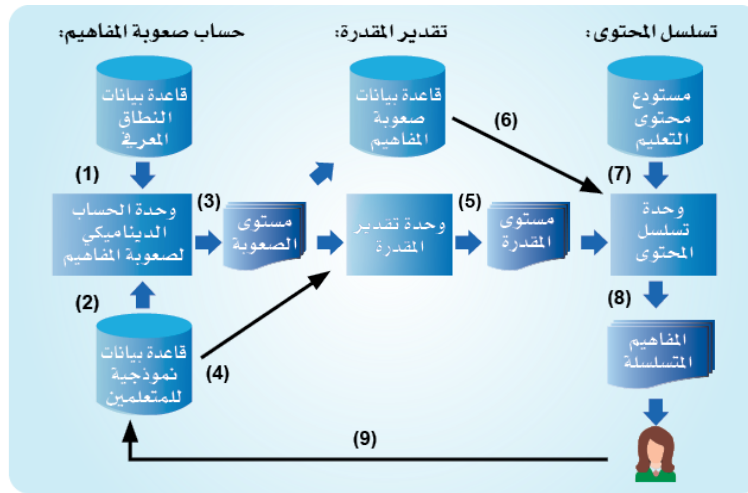 حساب صعوبة المفاهيم:
تقدير المقدرة:
تسلسل المحتوى:
قاعدة بيانات
النطاق
المعرفي
قاعدة بيانات
صعوبة
المفاهيم
مستودع
محتوى
التعليم
(1)
(6)
(7)
وحدة الحساب
الديناميكي
لصعوبة المفاهيم
(3)
مستوى
الصعوبة
وحدة تقدير
المقدرة
(5)
مستوى
المقدرة
وحدة
تسلسل
المحتوى
(2)
(8)
قاعدة بيانات
نموذجية
للمتعلمين
(4)
المفاهيم
المتسلسلة
(9)